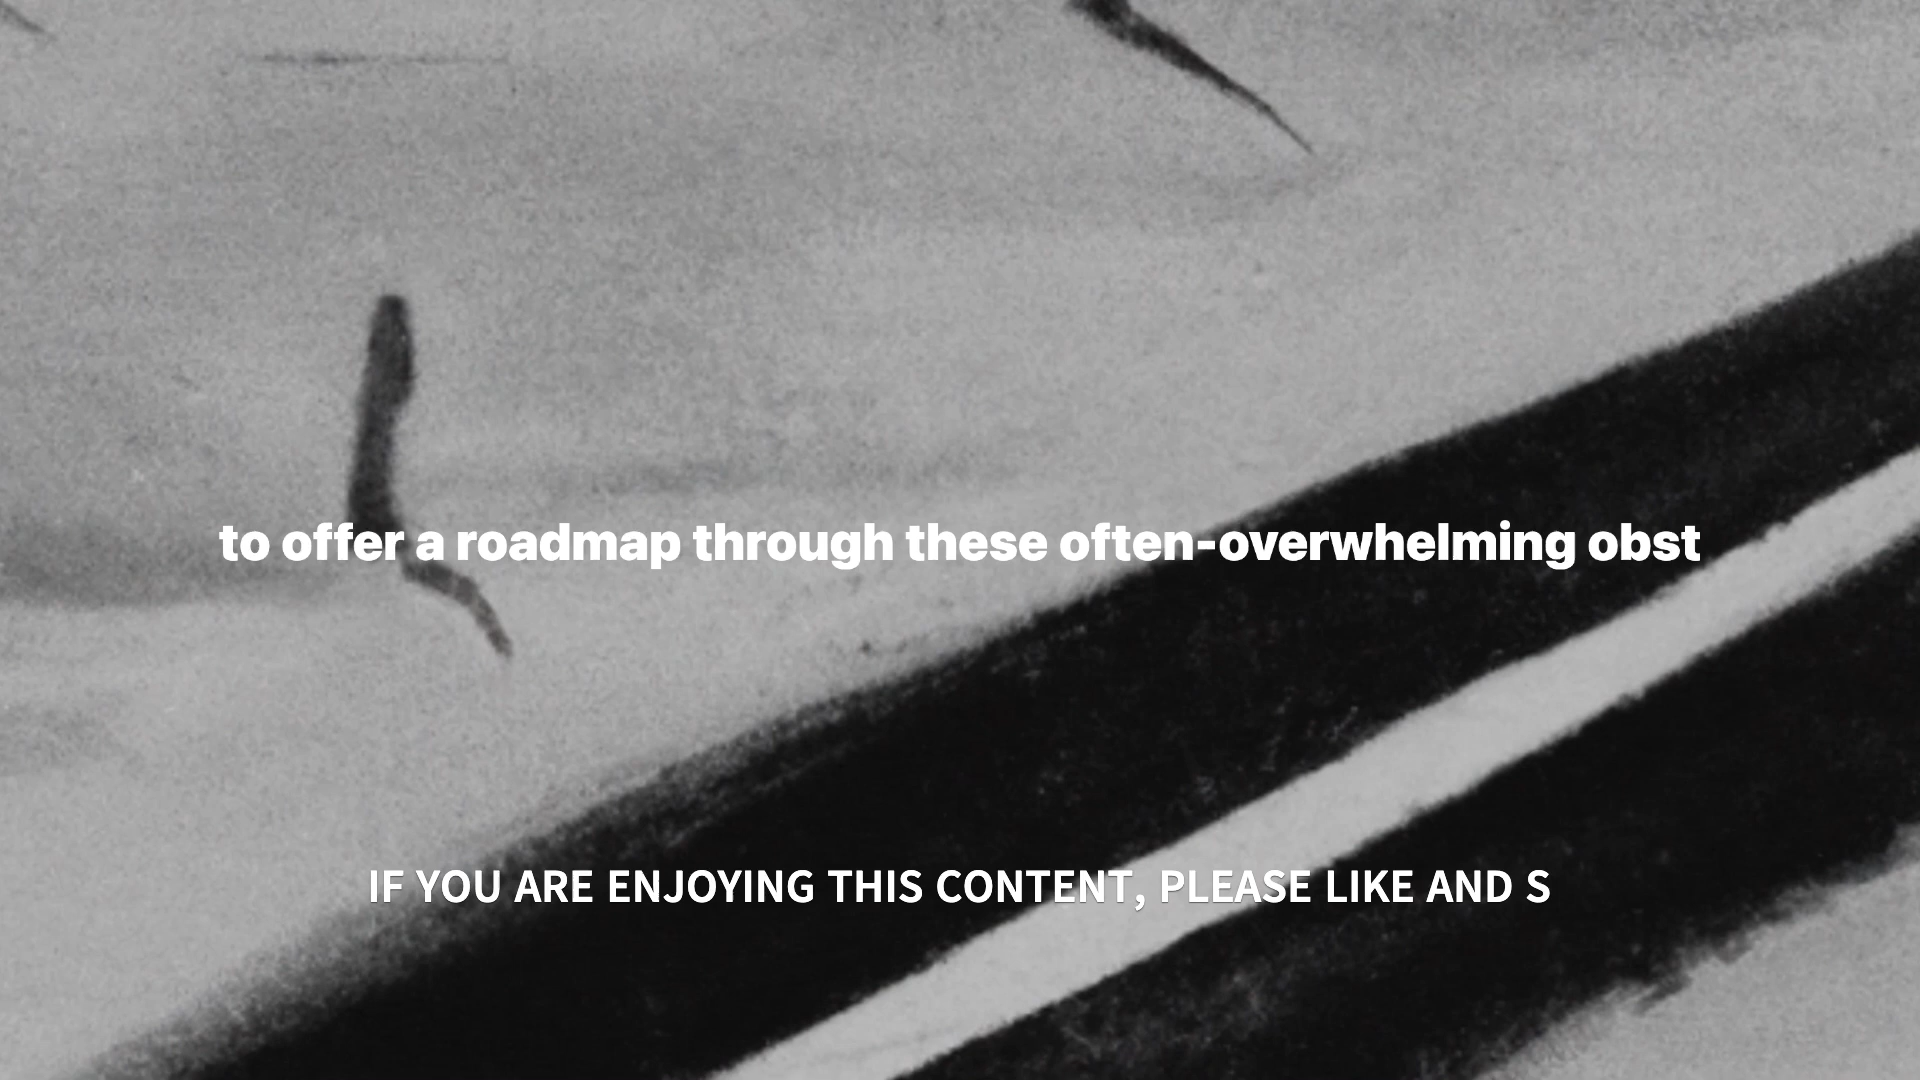 to offer a roadmap through these often-overwhelming obst
IF YOU ARE ENJOYING THIS CONTENT, PLEASE LIKE AND S